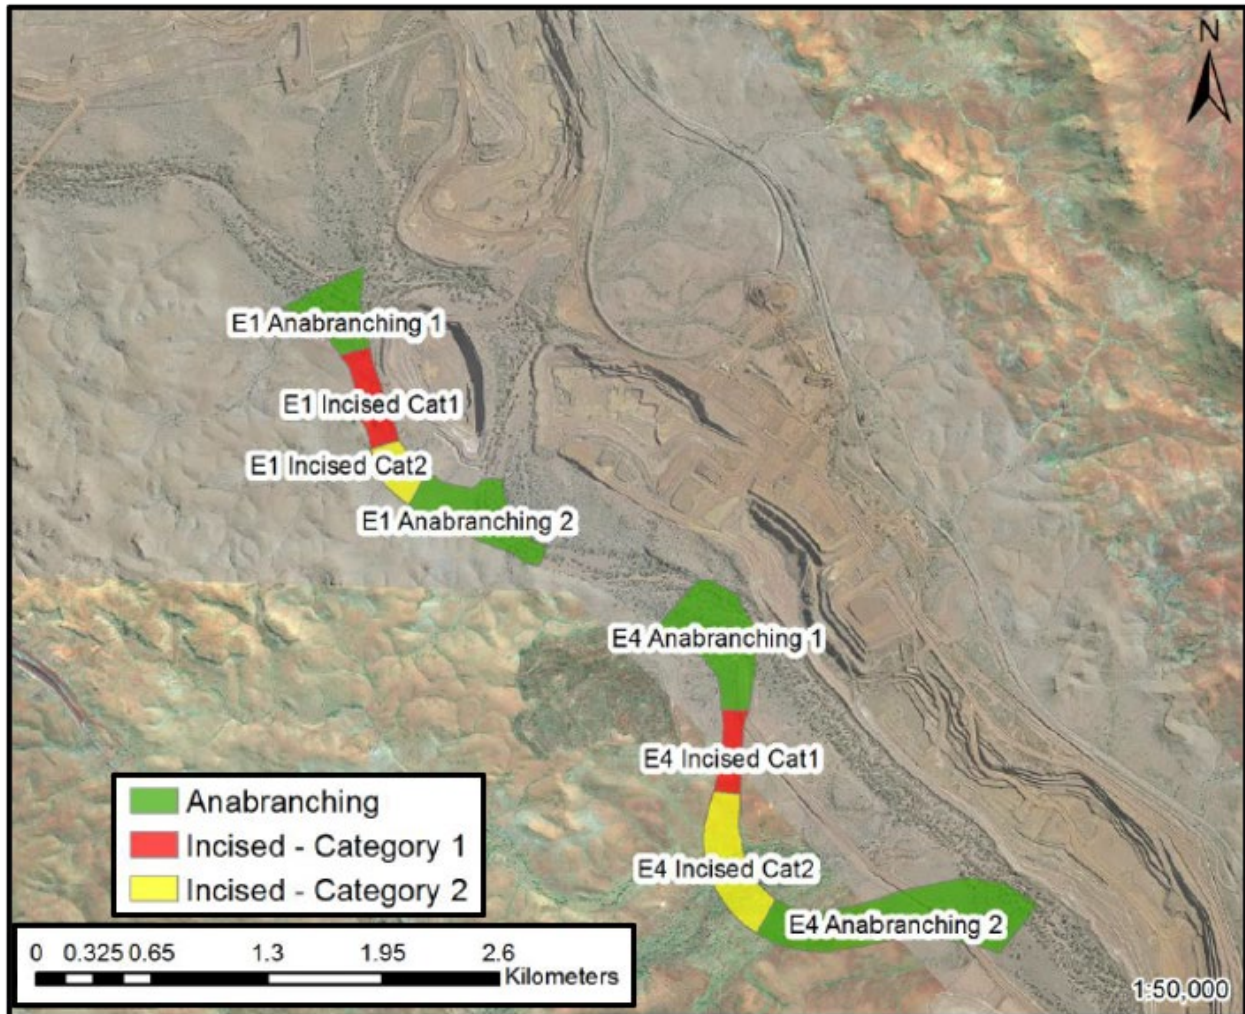 N
E1 Anabranching 1
E1 Incised Cat1
E1 Incised Cat2
E1 Anabranching 2
E4 Anabranching 1
E4 Incised Cat1
E4 Incised Cat2
E4 Anabranching 2
Anabranching
Incised - Category 1
Incised - Category 2
0 0.325 0.65 1.3 1.95 2.6
Kilometers
1:50,000